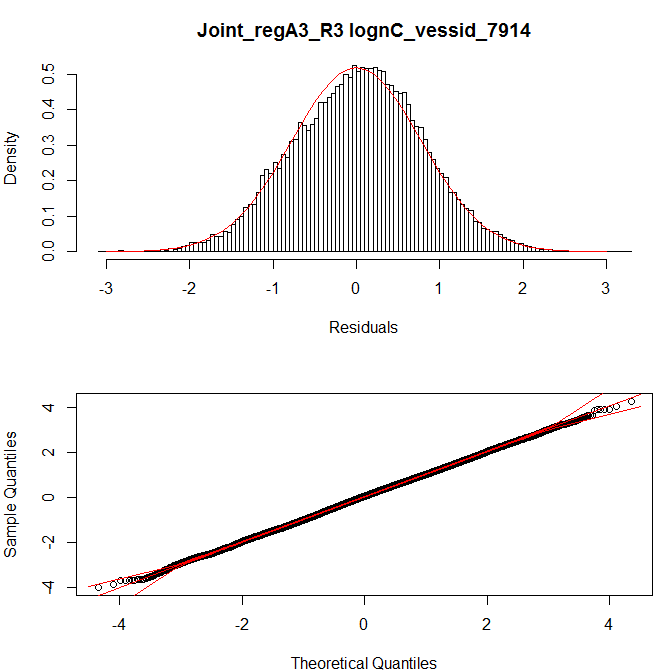 Joint_regA3_R3 lognC_vessid_7914
Density
0.0 0.1 0.2 0.3 0.4 0.5
-3 -2 -1 0 1 2 3
Residuals
Sample Quantiles
-4 -2 0 2 4
-4 -2 0 2 4
Theoretical Quantiles